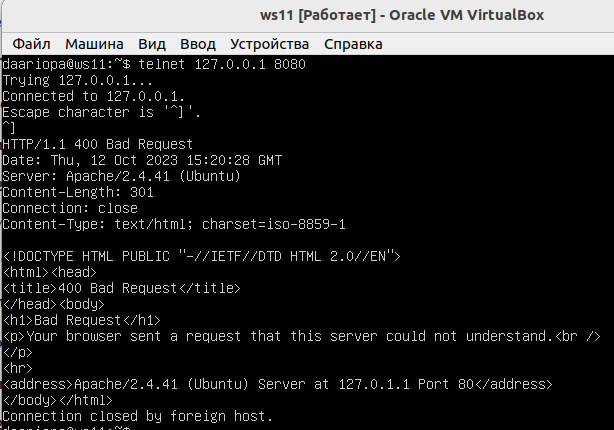 ws11 [Работает] - Oracle VM VirtualBox
Файл Машина Вид Ввод Устройства Справка
daariopa@ws11:~$ telnet 127.0.0.1 8080
Trying 127.0.0.1...
Connected to 127.0.0.1.
Escape character is '^]'.
^]
HTTP/1.1 400 Bad Request
Date: Thu, 12 Oct 2023 15:20:28 GMT
Server: Apache/2.4.41 (Ubuntu)
Content-Length: 301
Connection: close
Content-Type: text/html; charset=iso-8859-1
<!DOCTYPE HTML PUBLIC "-//IETF//DTD HTML 2.0//EN">
<html><head>
<title>400 Bad Request</title>
</head><body>
<h1>Bad Request</h1>
<p>Your browser sent a request that this server could not understand.<br />
</p>
<hr>
<address>Apache/2.4.41 (Ubuntu) Server at 127.0.1.1 Port 80</address>
</body></html>
Connection closed by foreign host.
daariopa@ws11:~$